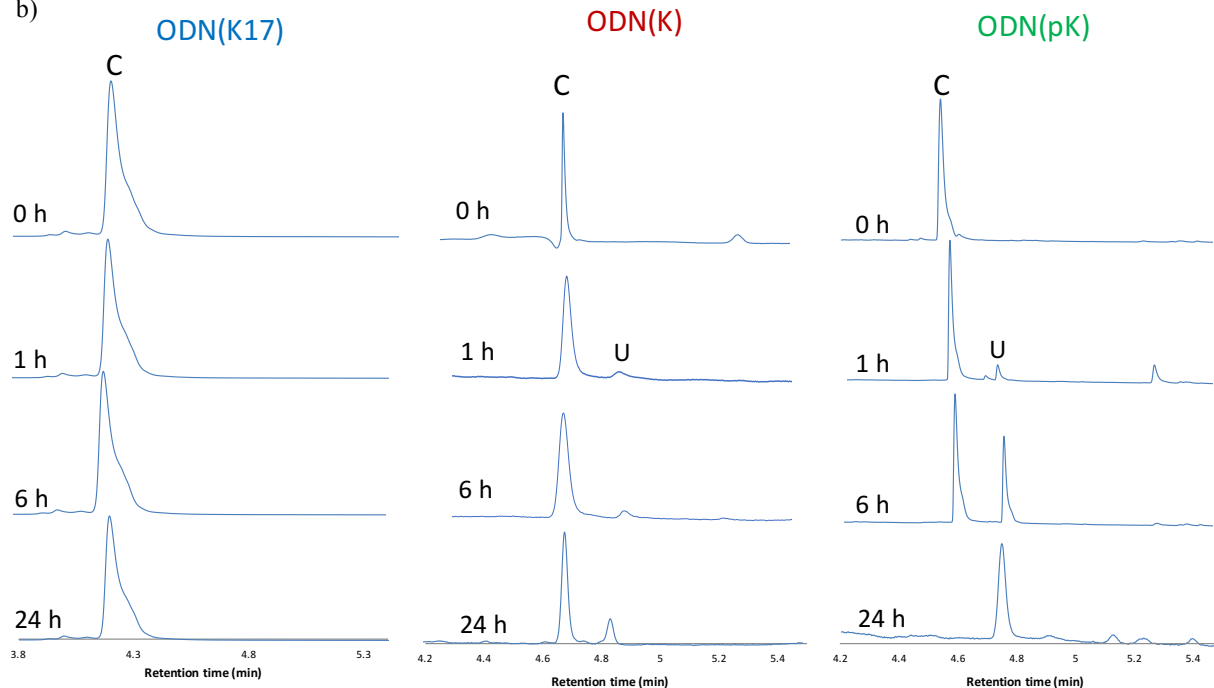 b)
ODN(K17)
C
0 h
1 h
6 h
24 h
3.8 4.3 4.8 5.3
Retention time (min)
ODN(K)
C
0 h
1 h
U
6 h
24 h
4.2 4.4 4.6 4.8 5 5.2 5.4
Retention time (min)
ODN(pK)
C
0 h
1 h
U
6 h
24 h
4.2 4.4 4.6 4.8 5 5.2 5.4
Retention time (min)